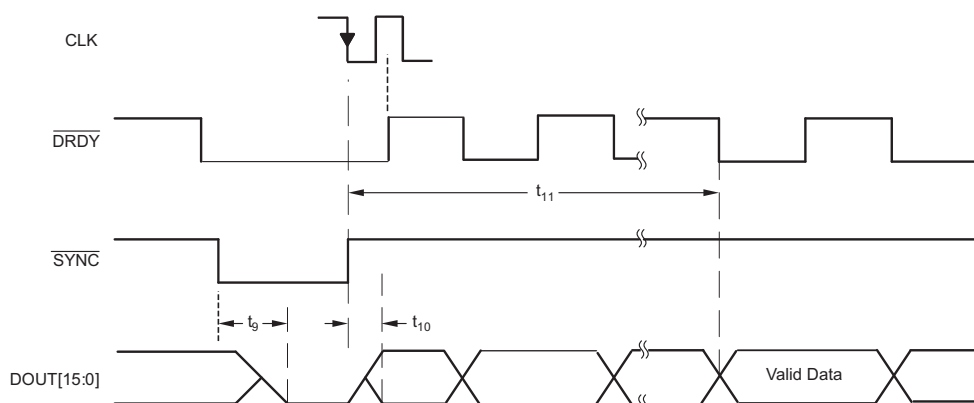 CLK
DRDY
t11
SYNC
t9
t10
DOUT[15:0]
Valid Data